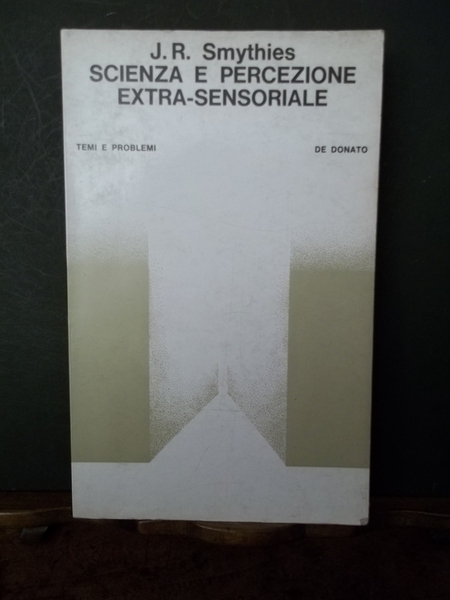 J. R. Smythies
SCIENZA E PERCEZIONE
EXTRA-SENSORIALE
TEMI E PROBLEMI
DE DONATO